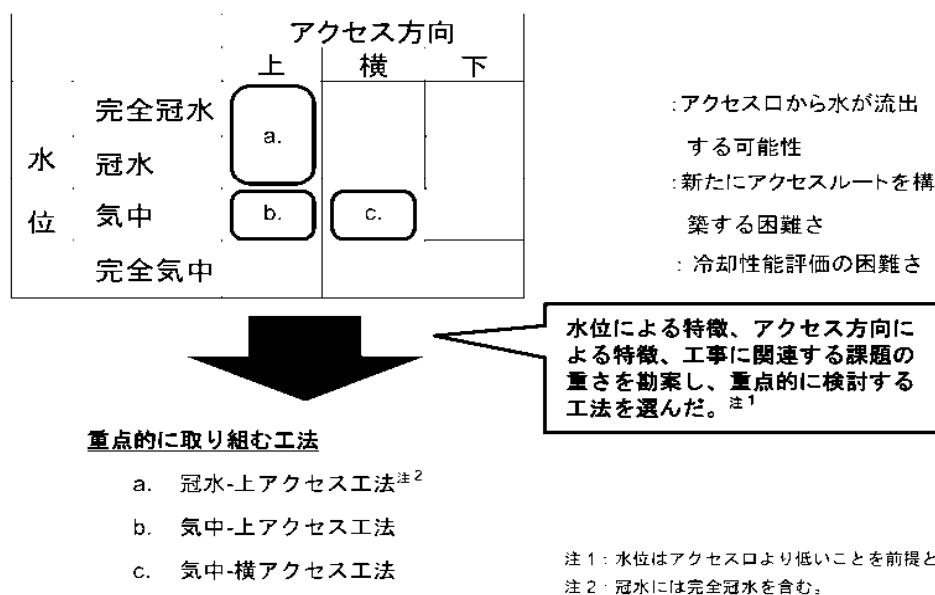 アクセス方向
上 横 下
完全冠水
a.
水 冠水
位 気中 b. c.
完全気中
:アクセス口から水が流出
する可能性
:新たにアクセスルートを構
築する困難さ
:冷却性能評価の困難さ
水位による特徴、アクセス方向に
よる特徴、工事に関連する課題の
重さを勘案し、重点的に検討する
工法を選んだ。注1
重点的に取り組む工法
a. 冠水-上アクセス工法注2
b. 気中-上アクセス工法
c. 気中-横アクセス工法
注1:水位はアクセス口より低いことを前提と
注2:冠水には完全冠水を含む。